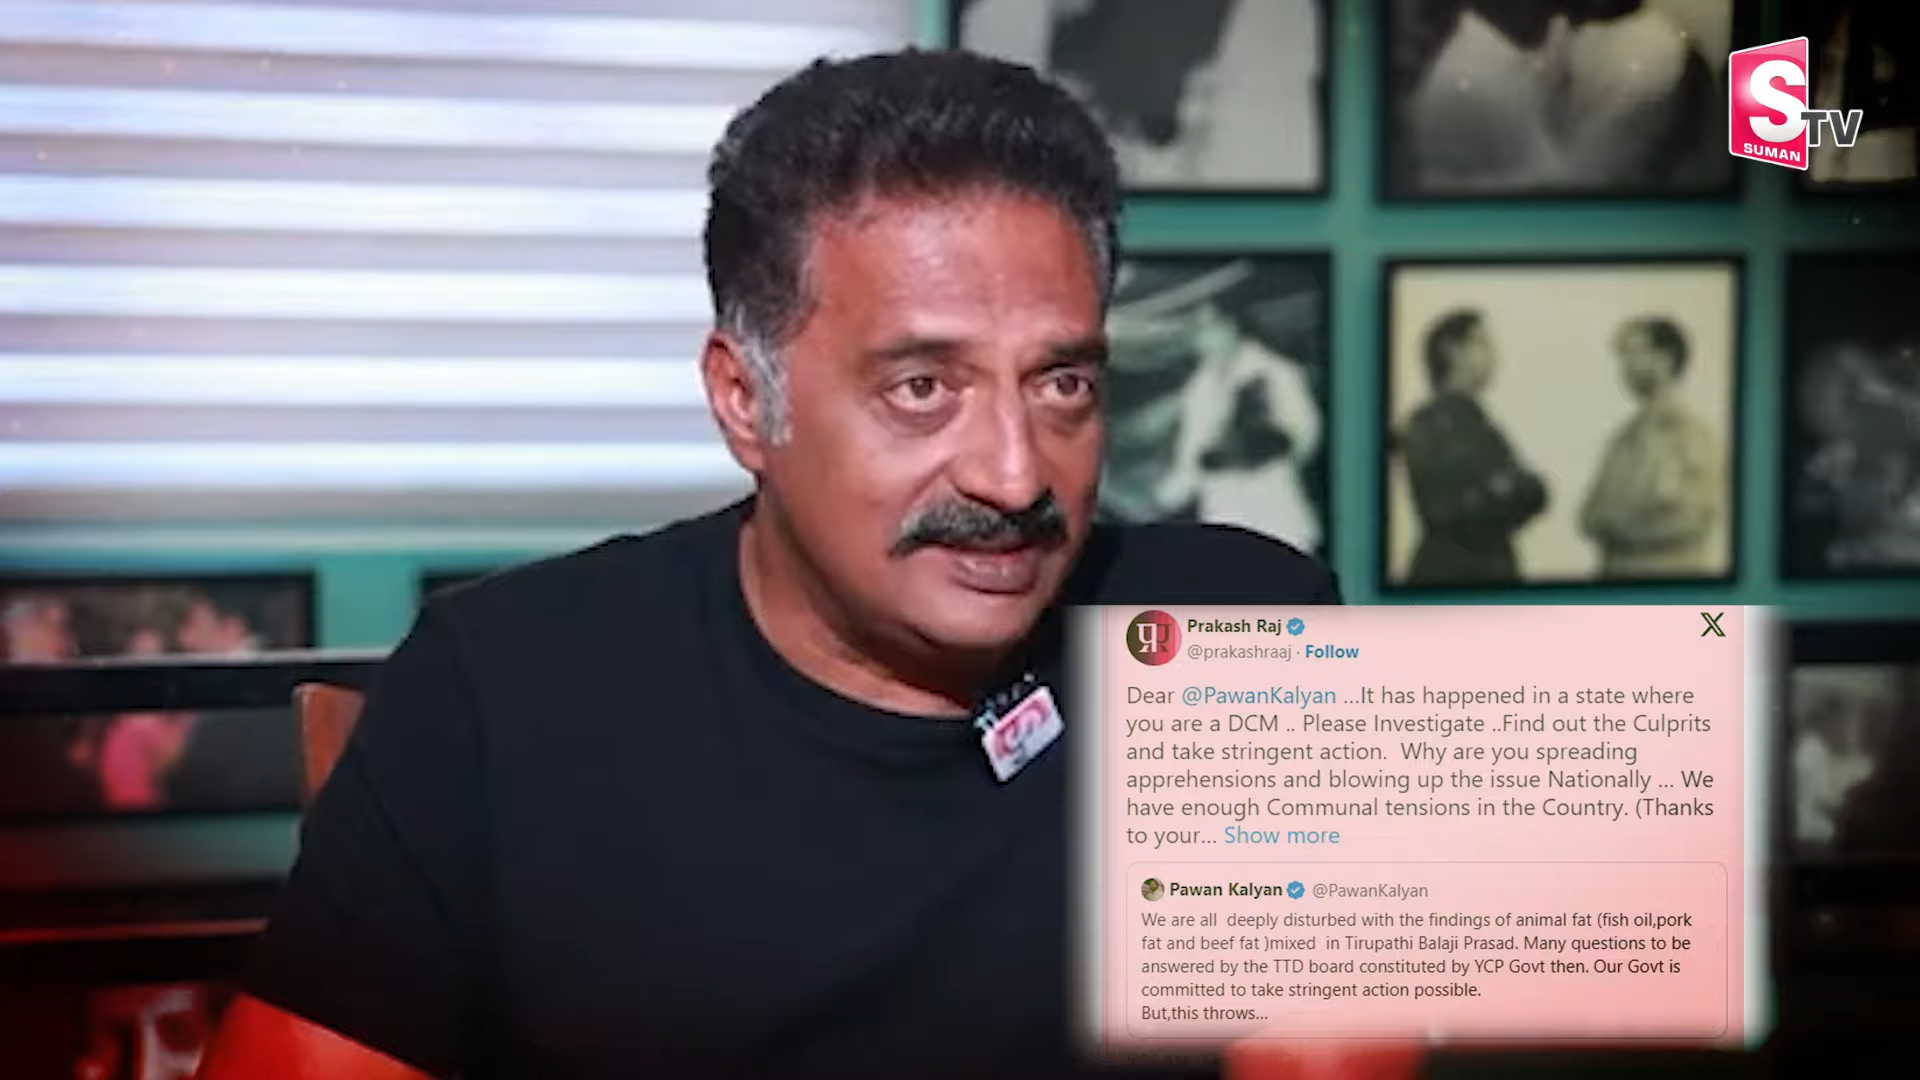 S
TV
SUMAN
Prakash Raj
@prakashraaj · Follow
Dear @PawanKalyan ...It has happened in a state where
you are a DCM .. Please Investigate ..Find out the Culprits
and take stringent action.  Why are you spreading
apprehensions and blowing up the issue Nationally ... We
have enough Communal tensions in the Country. (Thanks
to your... Show more
Pawan Kalyan @PawanKalyan
We are all  deeply disturbed with the findings of animal fat (fish oil,pork
fat and beef fat )mixed  in Tirupathi Balaji Prasad. Many questions to be
answered by the TTD board constituted by YCP Govt then. Our Govt is
committed to take stringent action possible.
But,this throws...